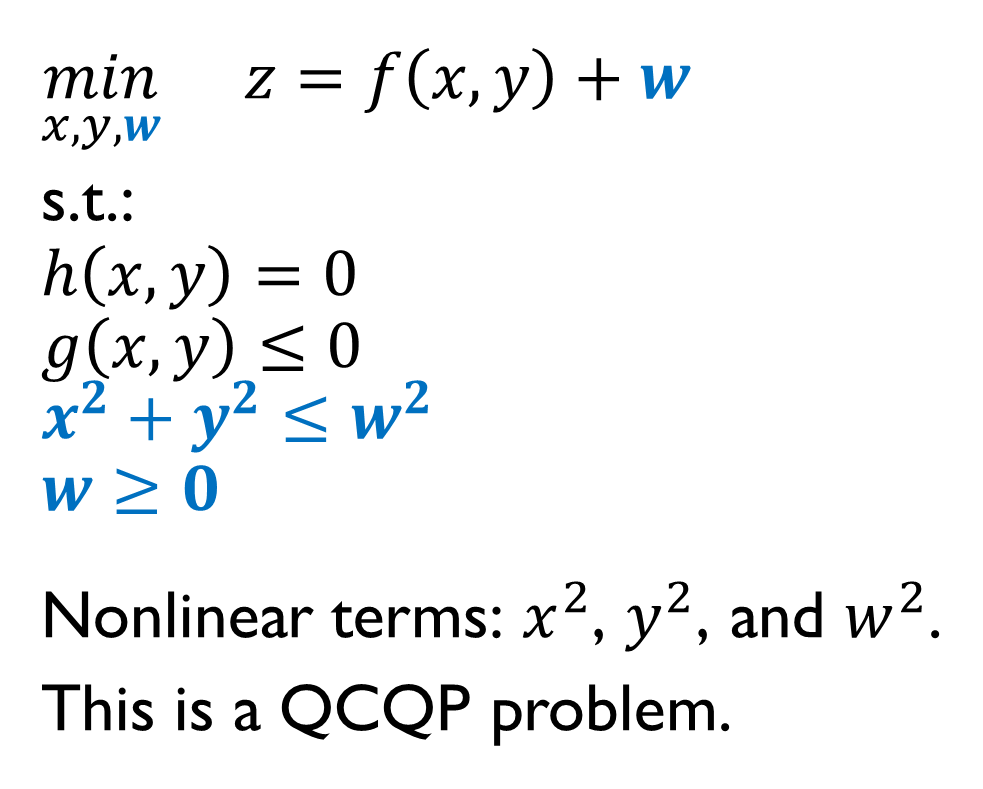 min z = f(x, y) + w
x,y,w
s.t.:
h(x, y) = 0
g(x, y) ≤ 0
x² + y² ≤ w²
w ≥ 0
Nonlinear terms: x², y², and w².
This is a QCQP problem.